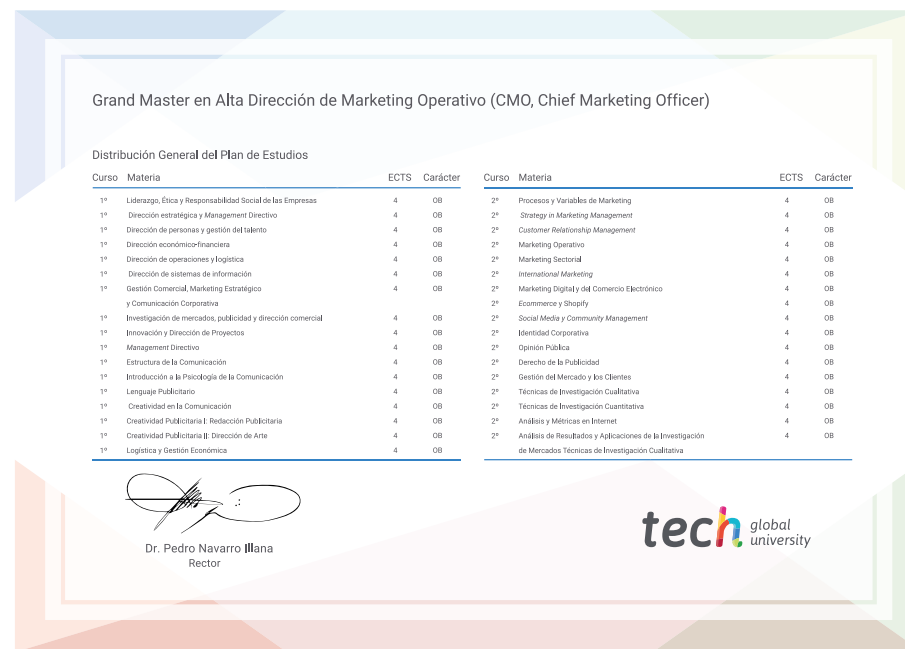 Grand Master en Alta Dirección de Marketing Operativo (CMO, Chief Marketing Officer)
Distribución General del Plan de Estudios
Curso Materia ECTS Carácter
1º Liderazgo, Ética y Responsabilidad Social de las Empresas 4 OB
1º Dirección estratégica y Management Directivo 4 OB
1º Dirección de personas y gestión del talento 4 OB
1º Dirección económico-financiera 4 OB
1º Dirección de operaciones y logística 4 OB
1º Dirección de sistemas de información 4 OB
1º Gestión Comercial, Marketing Estratégico 4 OB
y Comunicación Corporativa
1º Investigación de mercados, publicidad y dirección comercial 4 OB
1º Innovación y Dirección de Proyectos 4 OB
1º Management Directivo 4 OB
1º Estructura de la Comunicación 4 OB
1º Introducción a la Psicología de la Comunicación 4 OB
1º Lenguaje Publicitario 4 OB
1º Creatividad en la Comunicación 4 OB
1º Creatividad Publicitaria I: Redacción Publicitaria 4 OB
1º Creatividad Publicitaria II: Dirección de Arte 4 OB
1º Logística y Gestión Económica 4 OB
Curso Materia ECTS Carácter
2º Procesos y Variables de Marketing 4 OB
2º Strategy in Marketing Management 4 OB
2º Customer Relationship Management 4 OB
2º Marketing Operativo 4 OB
2º Marketing Sectorial 4 OB
2º International Marketing 4 OB
2º Marketing Digital y del Comercio Electrónico 4 OB
2º Ecommerce y Shopify 4 OB
2º Social Media y Community Management 4 OB
2º Identidad Corporativa 4 OB
2º Opinión Pública 4 OB
2º Derecho de la Publicidad 4 OB
2º Gestión del Mercado y los Clientes 4 OB
2º Técnicas de Investigación Cualitativa 4 OB
2º Técnicas de Investigación Cuantitativa 4 OB
2º Análisis y Métricas en Internet 4 OB
2º Análisis de Resultados y Aplicaciones de la Investigación 4 OB
de Mercados Técnicas de Investigación Cualitativa
Dr. Pedro Navarro Illana
Rector
tech global
university